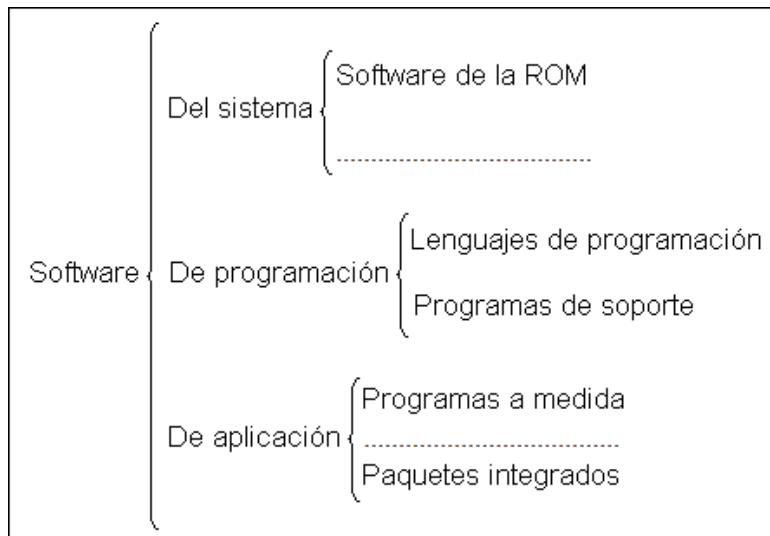 Software
Del sistema
Software de la ROM
..................................
De programación
Lenguajes de programación
Programas de soporte
De aplicación
Programas a medida
..................................
Paquetes integrados